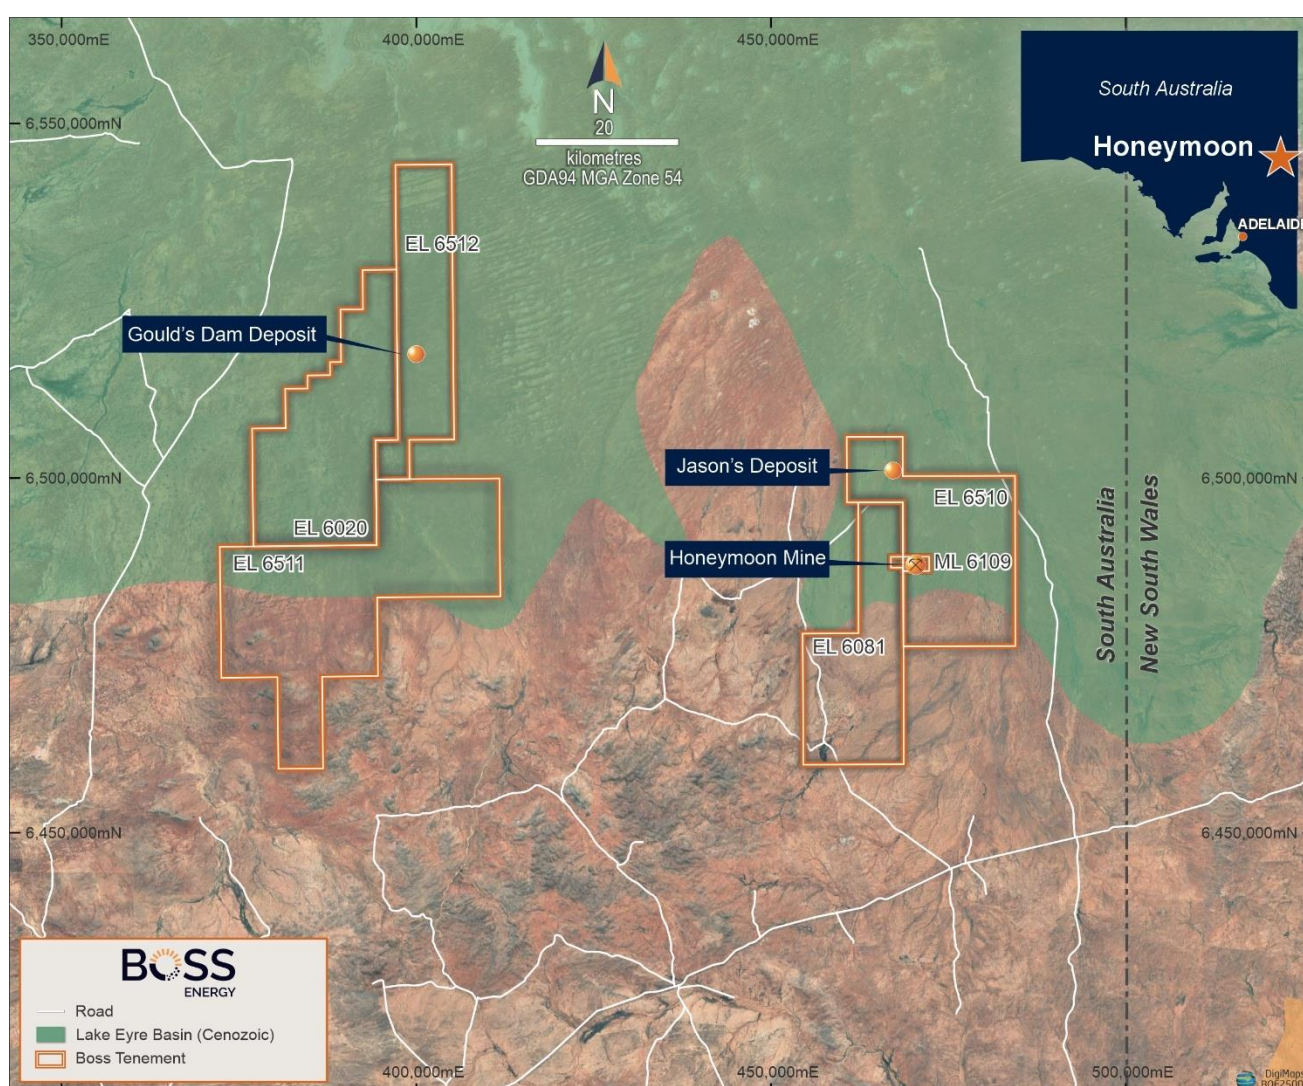 350,000mE
400,000mE
450,000mE
6,550,000mN
N
20
kilometres
GDA94 MGA Zone 54
South Australia
Honeymoon
ADELAIDE
EL 6512
Gould's Dam Deposit
6,500,000mN
6,500,000mN
Jason's Deposit
EL 6510
EL 6020
EL 6511
Honeymoon Mine
ML 6109
South Australia
New South Wales
EL 6081
6,450,000mN
6,450,000mN
BOSS
ENERGY
Road
Lake Eyre Basin (Cenozoic)
Boss Tenement
400,000mE
450,000mE
500,000mE
DigiMaps